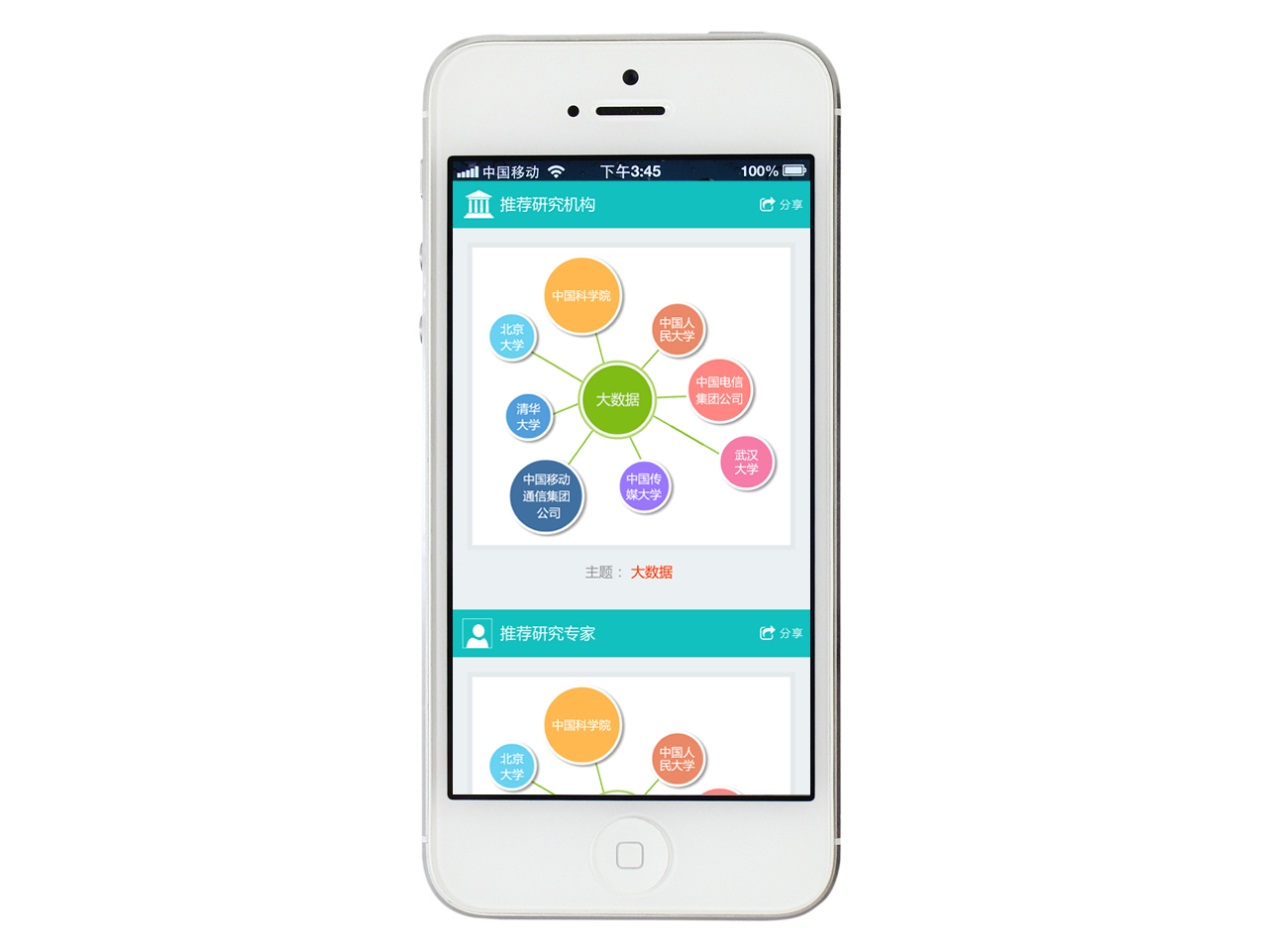 中国移动 下午3:45 100%
推荐研究机构 分享
中国科学院
中国人
民大学
北京
大学
中国电信
集团公司
大数据
清华
大学
武汉
大学
中国移动
通信集团
公司
中国传
媒大学
主题： 大数据
推荐研究专家 分享
中国科学院
中国人
民大学
北京
大学